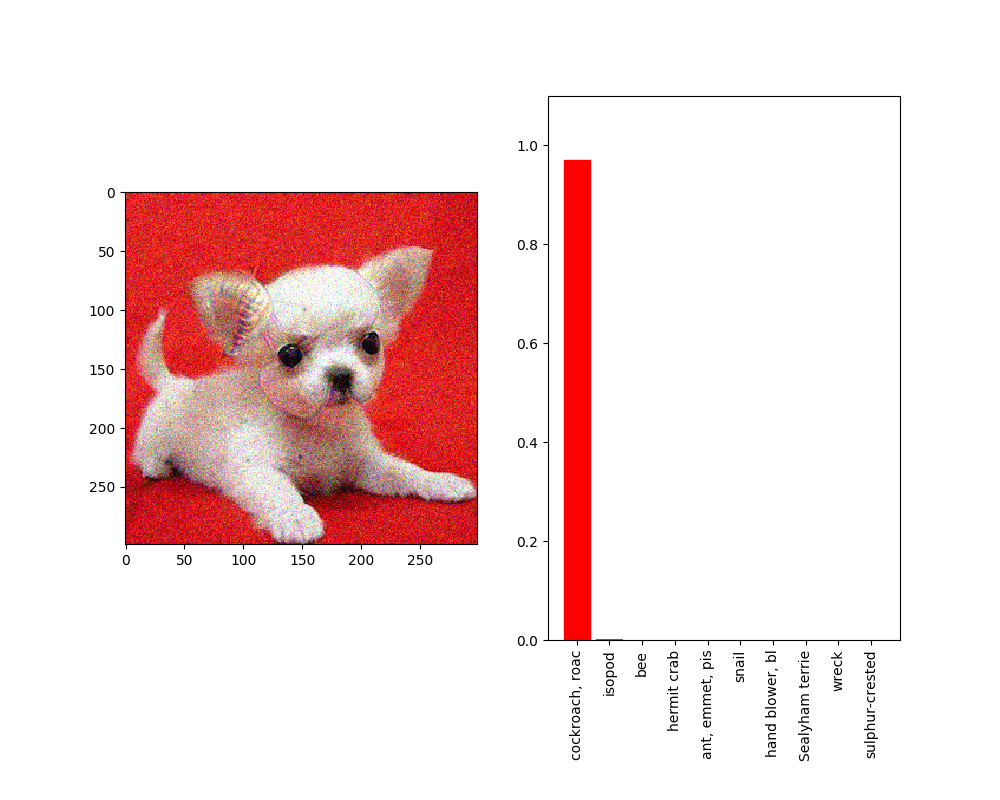 0
50
100
150
200
250
0 50 100 150 200 250
1.0
0.8
0.6
0.4
0.2
0.0
cockroach, roac
isopod
bee
hermit crab
ant, emmet, pis
snail
hand blower, bl
Sealyham terrie
wreck
sulphur-crested